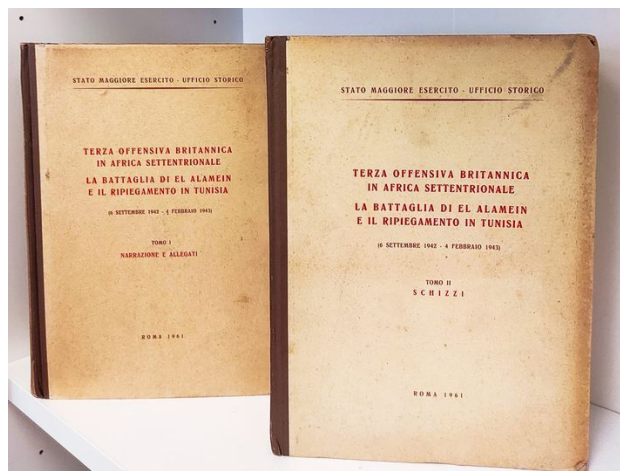 STATO MAGGIORE ESERCITO - UFFICIO STORICO
TERZA OFFENSIVA BRITANNICA
IN AFRICA SETTENTRIONALE
LA BATTAGLIA DI EL ALAMEIN
E IL RIPIEGAMENTO IN TUNISIA
(6 SETTEMBRE 1942 - 4 FEBBRAIO 1943)
TOMO I
NARRAZIONE E ALLEGATI
ROMA 1961
STATO MAGGIORE ESERCITO - UFFICIO STORICO
TERZA OFFENSIVA BRITANNICA
IN AFRICA SETTENTRIONALE
LA BATTAGLIA DI EL ALAMEIN
E IL RIPIEGAMENTO IN TUNISIA
(6 SETTEMBRE 1942 - 4 FEBBRAIO 1943)
TOMO II
SCHIZZI
ROMA 1961